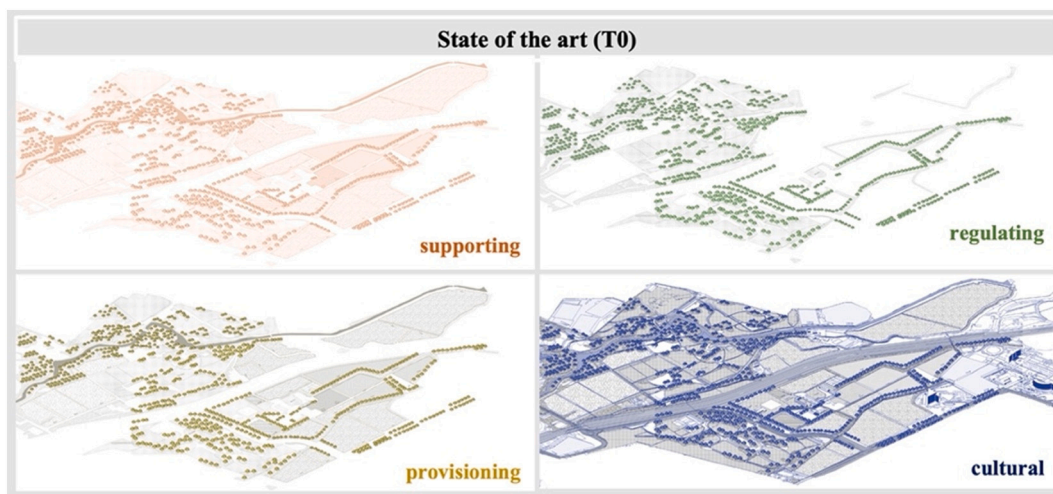 State of the art (T0)
supporting
regulating
provisioning
cultural